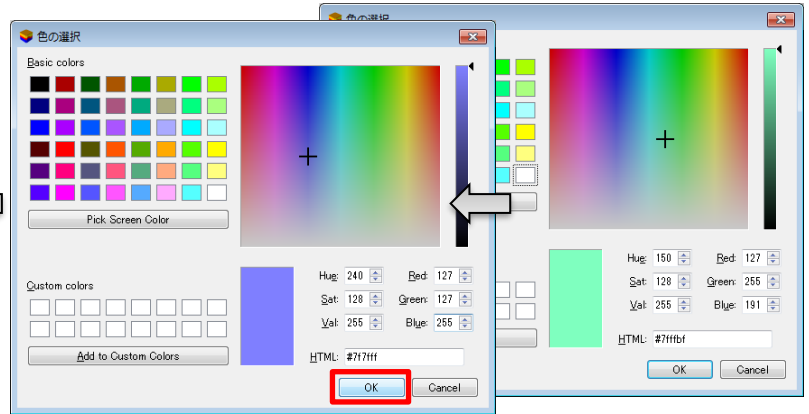 色の選択
Basic colors
Pick Screen Color
Custom colors
Add to Custom Colors
Hue: 240 Red: 127
Sat: 128 Green: 127
Val: 255 Blue: 255
HTML: #7f7fff
OK Cancel
色の選択
Hue: 150 Red: 127
Sat: 128 Green: 255
Val: 255 Blue: 191
HTML: #7fffbf
OK Cancel